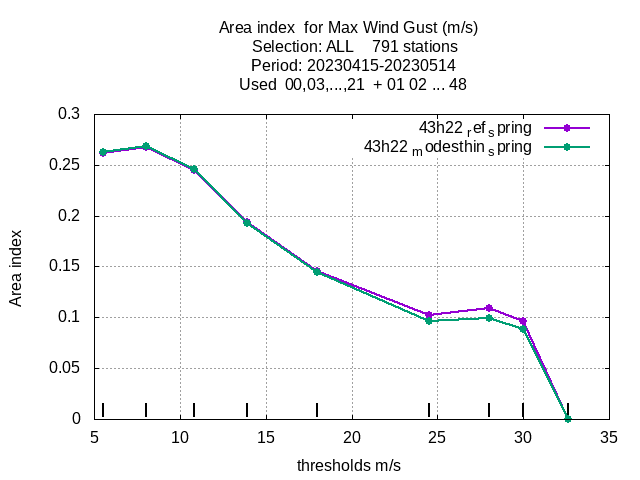 Area index  for Max Wind Gust (m/s)
Selection: ALL    791 stations
Period: 20230415-20230514
Used  00,03,...,21  + 01 02 ... 48
0.3
43h22 ref spring
43h22 modesthin spring
0.25
0.2
0.15
0.1
0.05
0
Area index
5 10 15 20 25 30 35
thresholds m/s